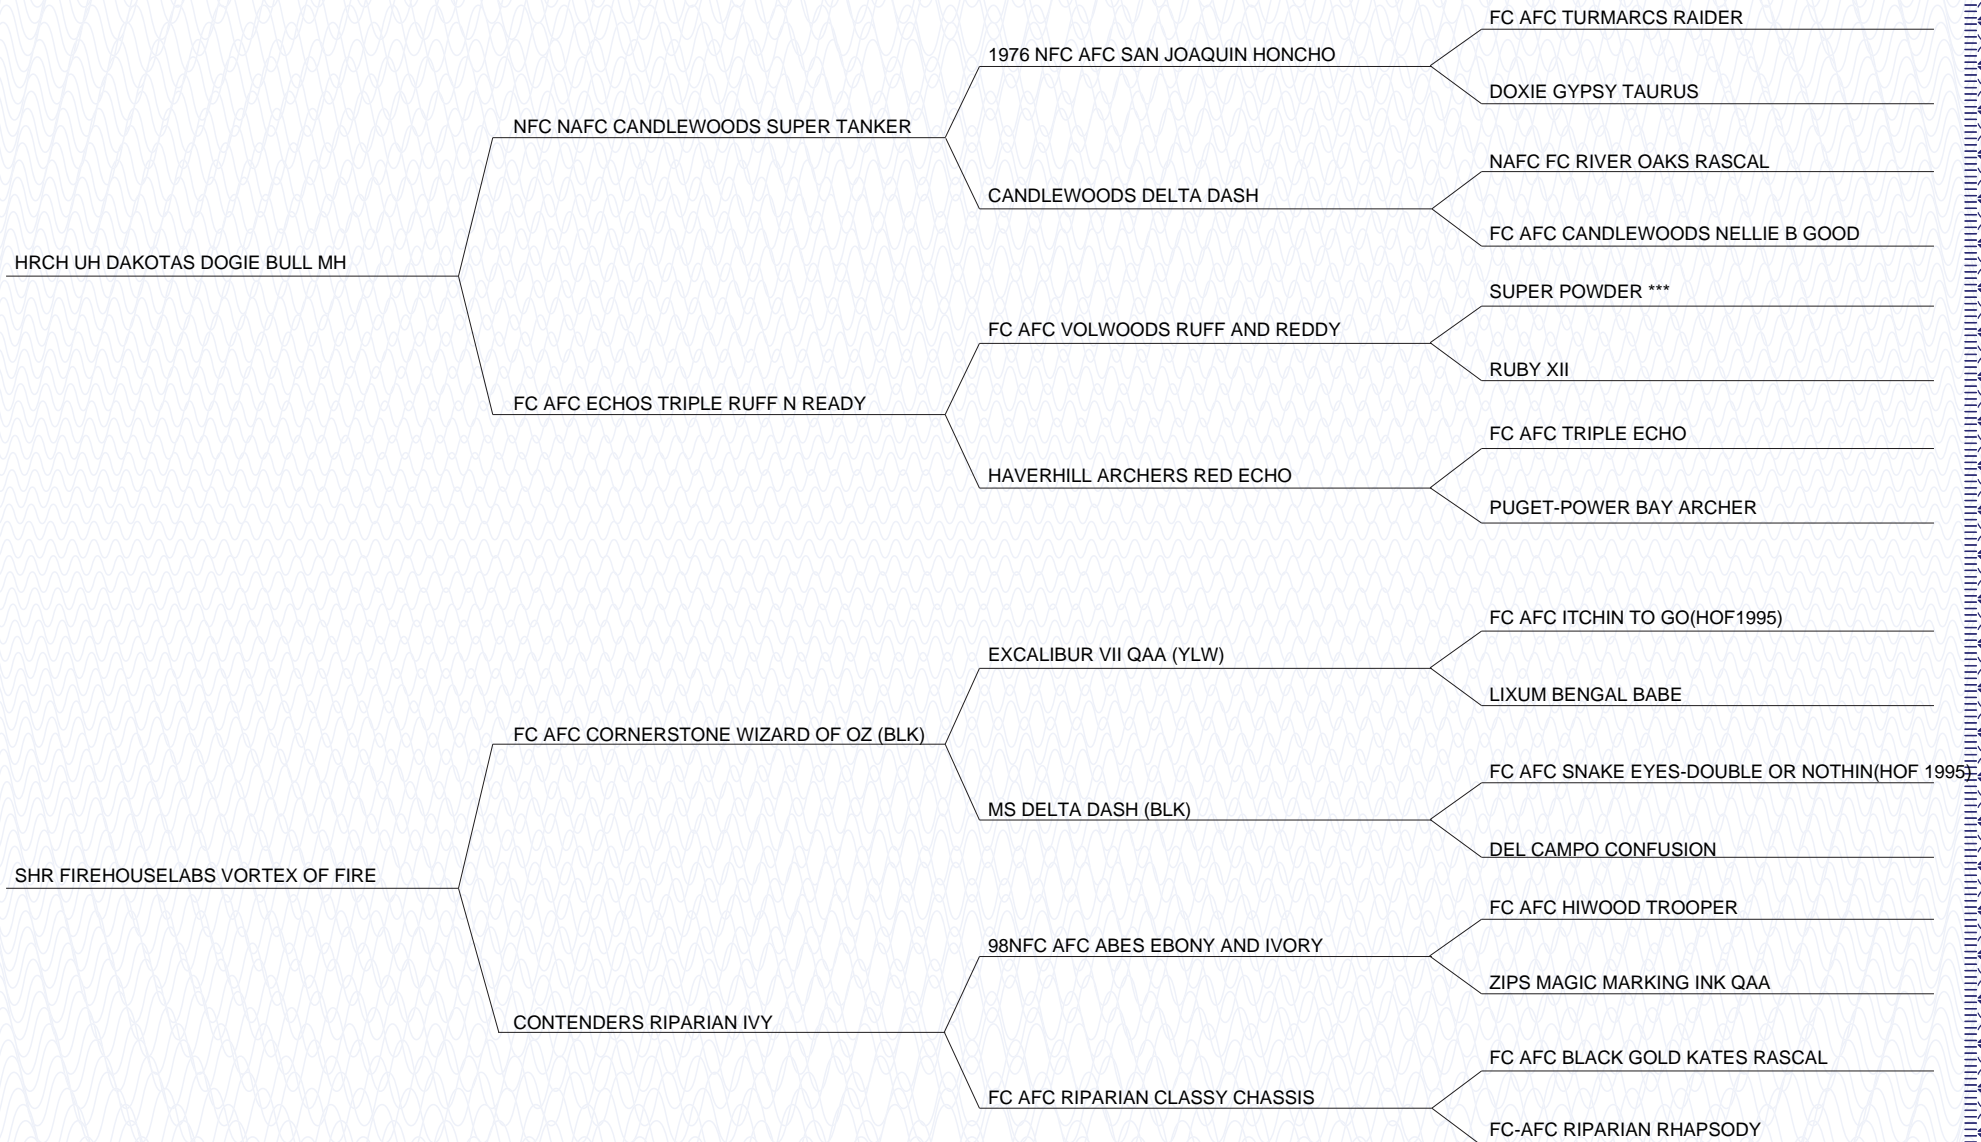 FC AFC TURMARCS RAIDER
1976 NFC AFC SAN JOAQUIN HONCHO
DOXIE GYPSY TAURUS
NFC NAFC CANDLEWOODS SUPER TANKER
NAFC FC RIVER OAKS RASCAL
CANDLEWOODS DELTA DASH
FC AFC CANDLEWOODS NELLIE B GOOD
HRCH UH DAKOTAS DOGIE BULL MH
SUPER POWDER ***
FC AFC VOLWOODS RUFF AND REDDY
RUBY XII
FC AFC ECHOS TRIPLE RUFF N READY
FC AFC TRIPLE ECHO
HAVERHILL ARCHERS RED ECHO
PUGET-POWER BAY ARCHER
FC AFC ITCHIN TO GO(HOF1995)
EXCALIBUR VII QAA (YLW)
LIXUM BENGAL BABE
FC AFC CORNERSTONE WIZARD OF OZ (BLK)
FC AFC SNAKE EYES-DOUBLE OR NOTHIN(HOF 1995)
MS DELTA DASH (BLK)
DEL CAMPO CONFUSION
SHR FIREHOUSELABS VORTEX OF FIRE
FC AFC HIWOOD TROOPER
98NFC AFC ABES EBONY AND IVORY
ZIPS MAGIC MARKING INK QAA
CONTENDERS RIPARIAN IVY
FC AFC BLACK GOLD KATES RASCAL
FC AFC RIPARIAN CLASSY CHASSIS
FC-AFC RIPARIAN RHAPSODY